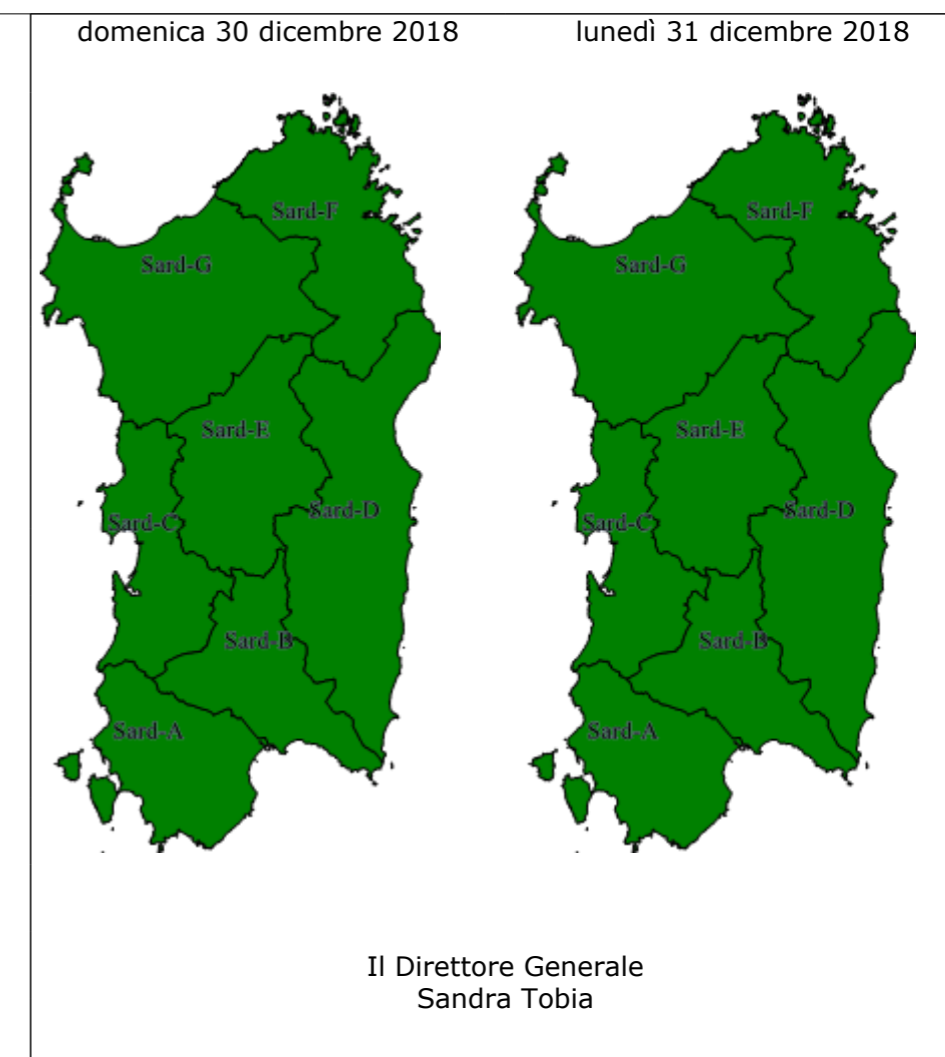 domenica 30 dicembre 2018
lunedì 31 dicembre 2018
Sard-F
Sard-G
Sard-E
Sard-D
Sard-C
Sard-B
Sard-A
Sard-F
Sard-G
Sard-E
Sard-D
Sard-C
Sard-B
Sard-A
Il Direttore Generale
Sandra Tobia